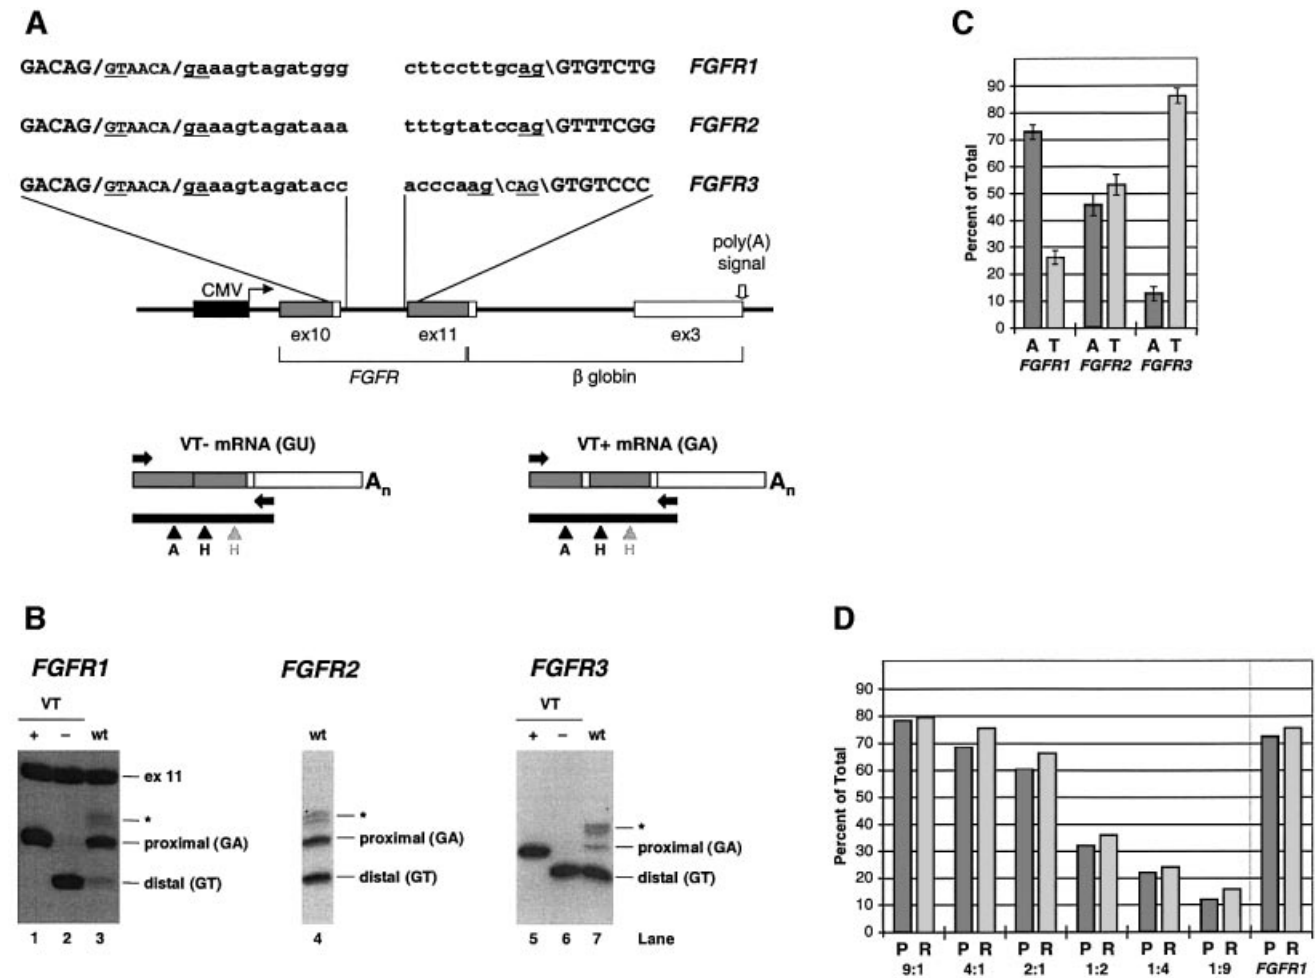 A
GACAG/GTAACA/gaaagtagatggg cttccttgcag\GTGTCTG FGFR1
GACAG/GTAACA/gaaagtagataaa tttgtatccag\GTTTCGG FGFR2
GACAG/GTAACA/gaaagtagatacc acccaag\CAG\GTGTCCC FGFR3
poly(A)
signal
CMV
ex10 ex11 ex3
FGFR β globin
VT- mRNA (GU) VT+ mRNA (GA)
An An
A H H A H H
B
FGFR1 FGFR2 FGFR3
VT VT
+ – wt wt + – wt
ex 11
*
proximal (GA)
distal (GT)
*
proximal (GA)
distal (GT)
*
proximal (GA)
distal (GT)
1 2 3 4 5 6 7 Lane
C
Percent of Total
90
80
70
60
50
40
30
20
10
0
A T A T A T
FGFR1 FGFR2 FGFR3
D
Percent of Total
90
80
70
60
50
40
30
20
10
0
P R P R P R P R P R P R P R
9:1 4:1 2:1 1:2 1:4 1:9 FGFR1